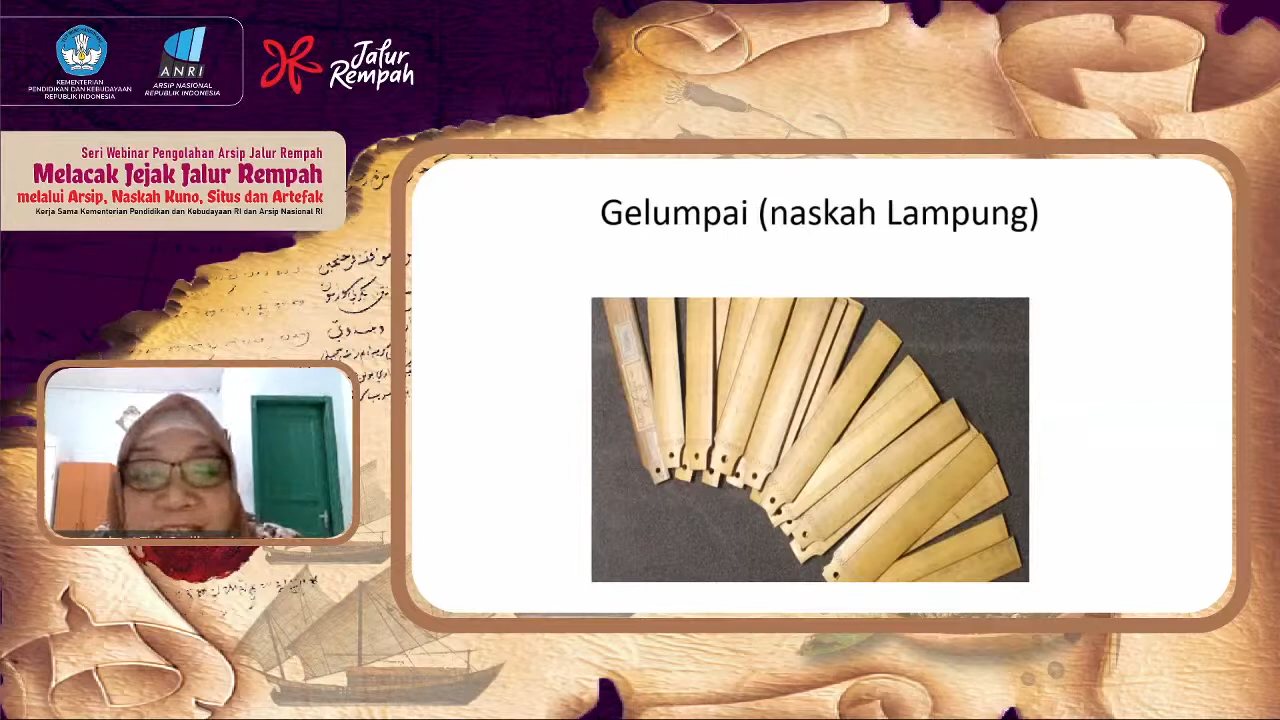 KEMENTERIAN
PENDIDIKAN DAN KEBUDAYAAN
REPUBLIK INDONESIA
ANRI
ARSIP NASIONAL
REPUBLIK INDONESIA
Jalur
Rempah
Seri Webinar Pengolahan Arsip Jalur Rempah
Melacak Jejak Jalur Rempah
melalui Arsip, Naskah Kuno, Situs dan Artefak
Kerja Sama Kementerian Pendidikan dan Kebudayaan RI dan Arsip Nasional RI
Gelumpai (naskah Lampung)